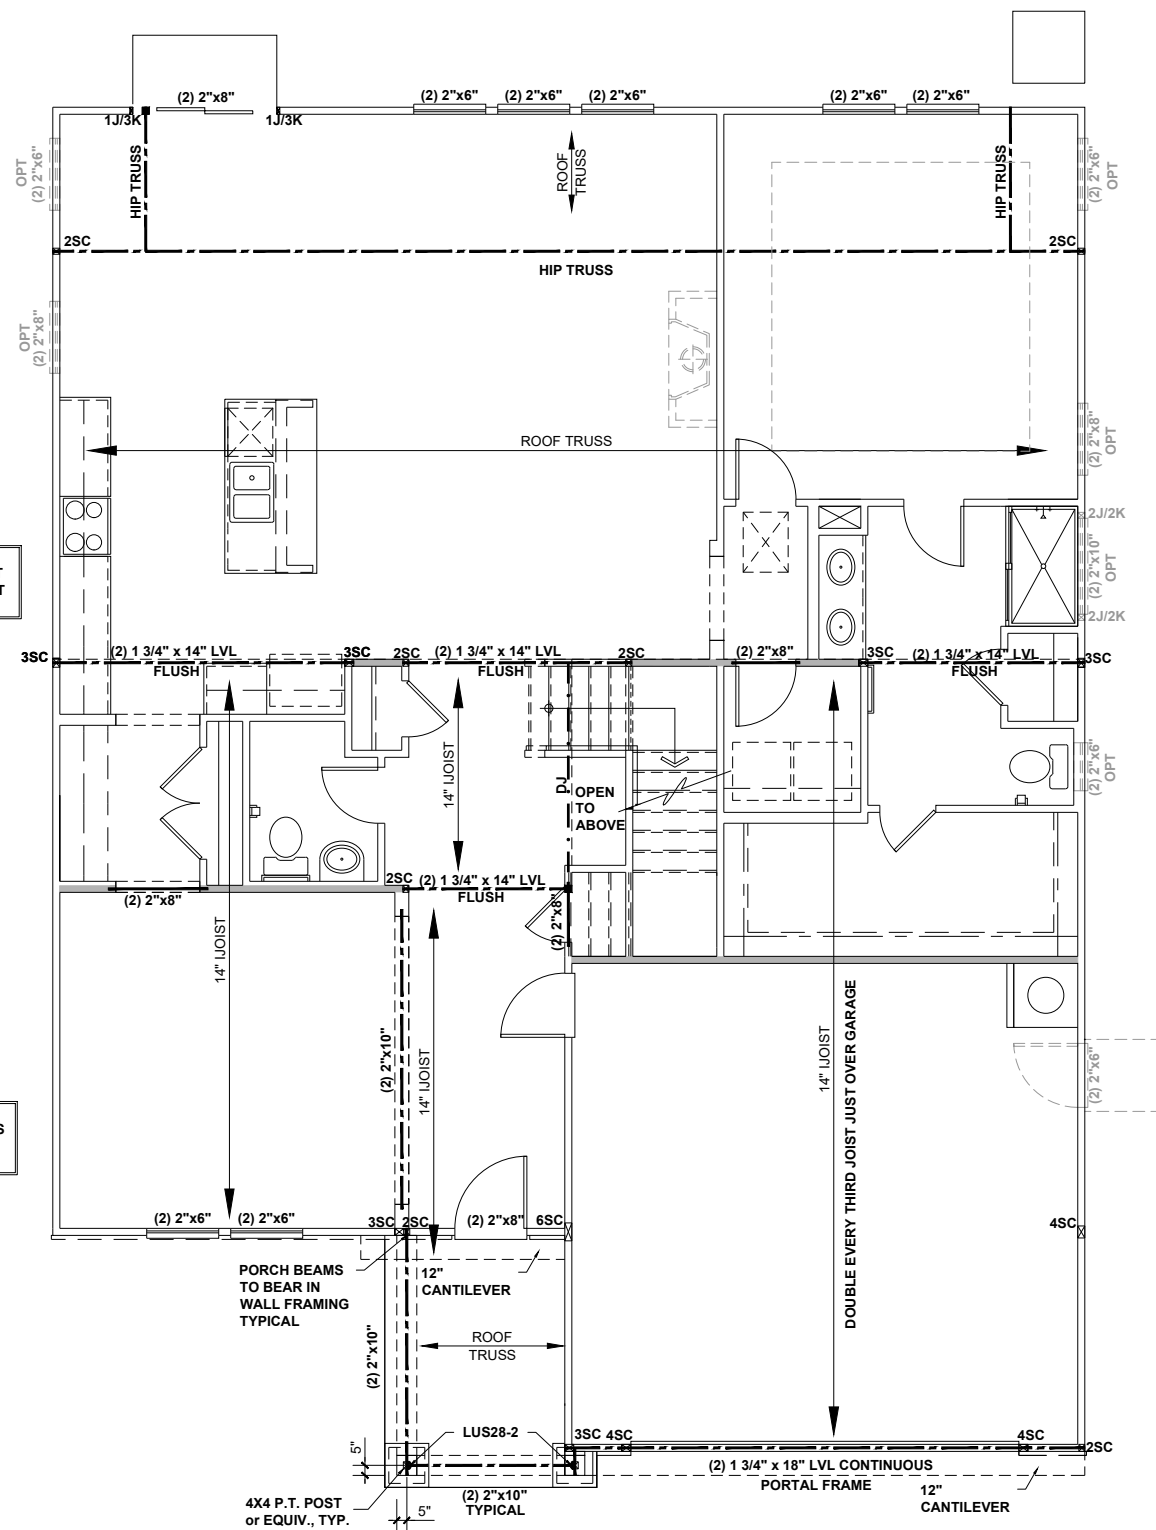 (2) 2"x8"
(2) 2"x6"
(2) 2"x6"
(2) 2"x6"
(2) 2"x6"
(2) 2"x6"
1J/3K
1J/3K
OPT
(2) 2"x6"
HIP TRUSS
ROOF
TRUSS
HIP TRUSS
(2) 2"x6"
OPT
2SC
2SC
HIP TRUSS
OPT
(2) 2"x8"
ROOF TRUSS
(2) 2"x8"
OPT
2J/2K
(2) 2"x10"
OPT
2J/2K
T
3SC
(2) 1 3/4" x 14" LVL
FLUSH
3SC
2SC
(2) 1 3/4" x 14" LVL
FLUSH
2SC
(2) 2"x8"
3SC
(2) 1 3/4" x 14" LVL
FLUSH
3SC
14" IJOIST
DJ
OPEN
TO
ABOVE
(2) 2"x6"
OPT
2SC
(2) 1 3/4" x 14" LVL
FLUSH
(2) 2"x8"
(2) 2"x8"
14" IJOIST
(2) 2"x10"
14" IJOIST
14" IJOIST
DOUBLE EVERY THIRD JOIST JUST OVER GARAGE
(2) 2"x6"
S
(2) 2"x6"
(2) 2"x6"
3SC
2SC
(2) 2"x8"
6SC
4SC
PORCH BEAMS
TO BEAR IN
WALL FRAMING
TYPICAL
12"
CANTILEVER
(2) 2"x10"
ROOF
TRUSS
LUS28-2
3SC
4SC
4SC
2SC
5"
(2) 1 3/4" x 18" LVL CONTINUOUS
PORTAL FRAME
12"
CANTILEVER
(2) 2"x10"
TYPICAL
4X4 P.T. POST
or EQUIV., TYP.
5"